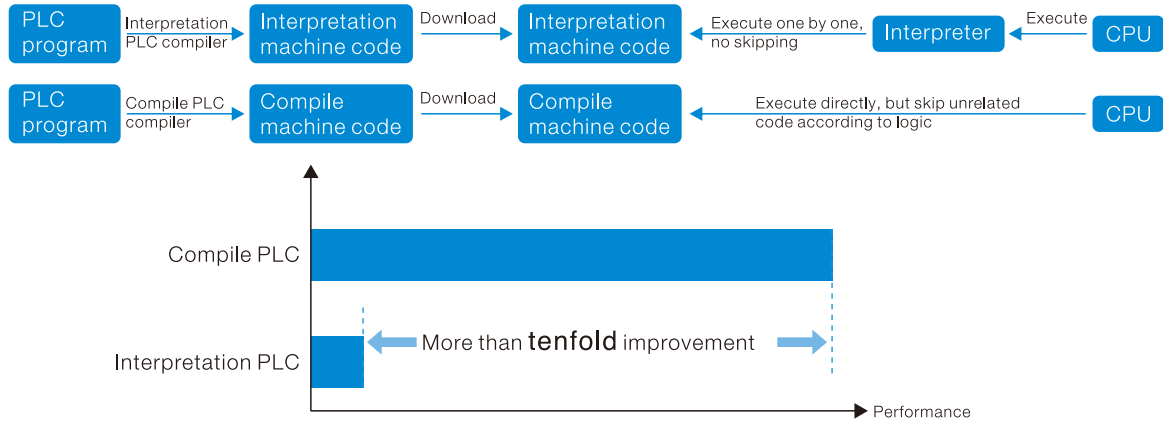 PLC
program
Interpretation
PLC compiler
Interpretation
machine code
Download
Interpretation
machine code
Execute one by one,
no skipping
Interpreter
Execute
CPU
PLC
program
Compile PLC
compiler
Compile
machine code
Download
Compile
machine code
Execute directly, but skip unrelated
code according to logic
CPU
Compile PLC
More than tenfold improvement
Interpretation PLC
Performance